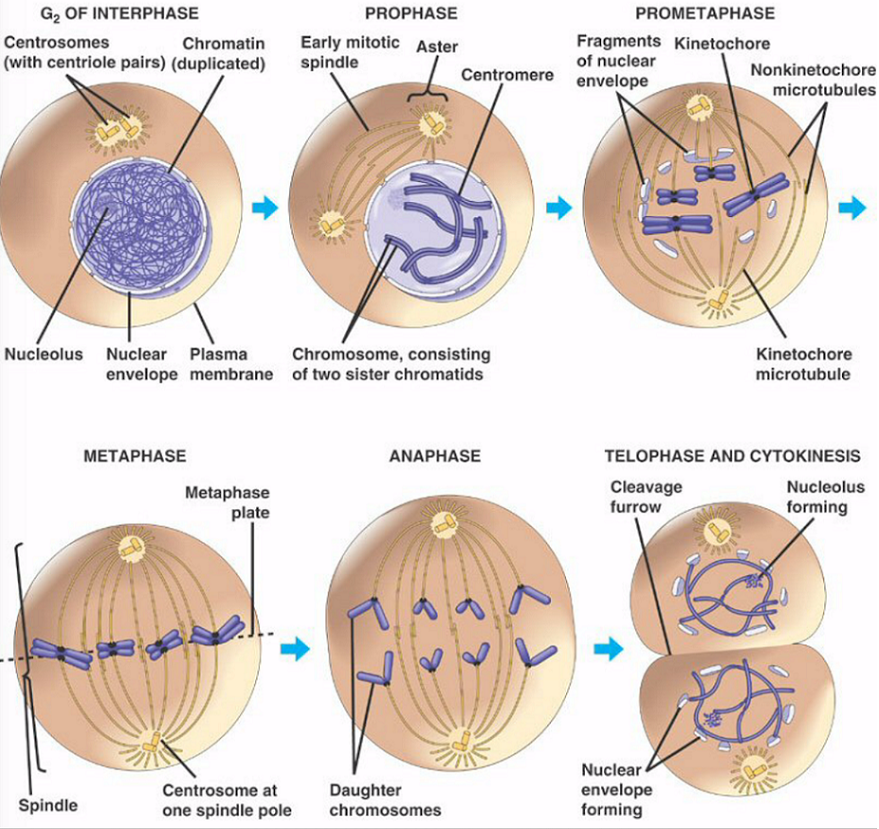 G₂ OF INTERPHASE
Centrosomes
(with centriole pairs)
Chromatin
(duplicated)
Nucleolus
Nuclear
envelope
Plasma
membrane
PROPHASE
Early mitotic
spindle
Aster
Centromere
Chromosome, consisting
of two sister chromatids
PROMETAPHASE
Fragments
of nuclear
envelope
Kinetochore
Nonkinetochore
microtubules
Kinetochore
microtubule
METAPHASE
Metaphase
plate
Spindle
Centrosome at
one spindle pole
ANAPHASE
Daughter
chromosomes
TELOPHASE AND CYTOKINESIS
Cleavage
furrow
Nucleolus
forming
Nuclear
envelope
forming